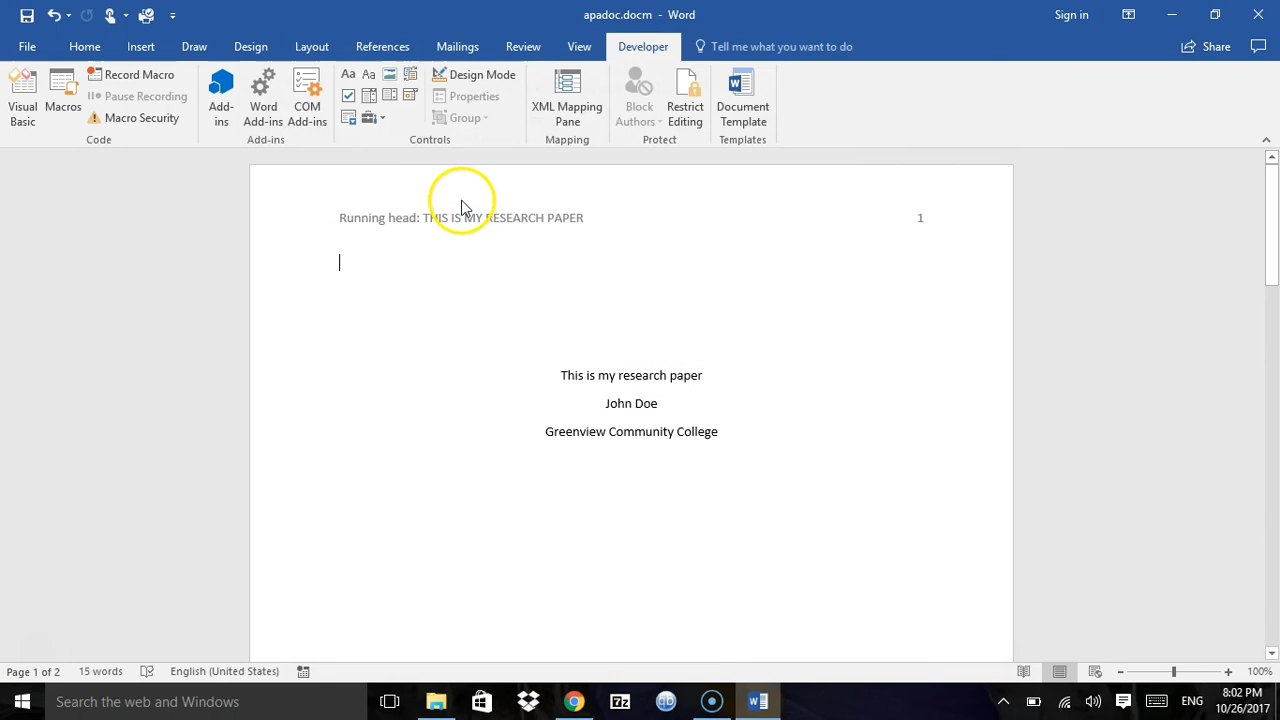 apadoc.docm - Word
Sign in
File Home Insert Draw Design Layout References Mailings Review View Developer Tell me what you want to do Share
Visual Basic
Macros
Record Macro
Pause Recording
Macro Security
Code
Add-ins
Word Add-ins
COM Add-ins
Add-ins
Aa Aa
Design Mode
Properties
Group
Controls
XML Mapping Pane
Mapping
Block Authors
Restrict Editing
Protect
Document Template
Templates
Running head: THIS IS MY RESEARCH PAPER 1
This is my research paper
John Doe
Greenview Community College
Page 1 of 2 15 words English (United States) 100%
Search the web and Windows
ENG
8:02 PM
10/26/2017